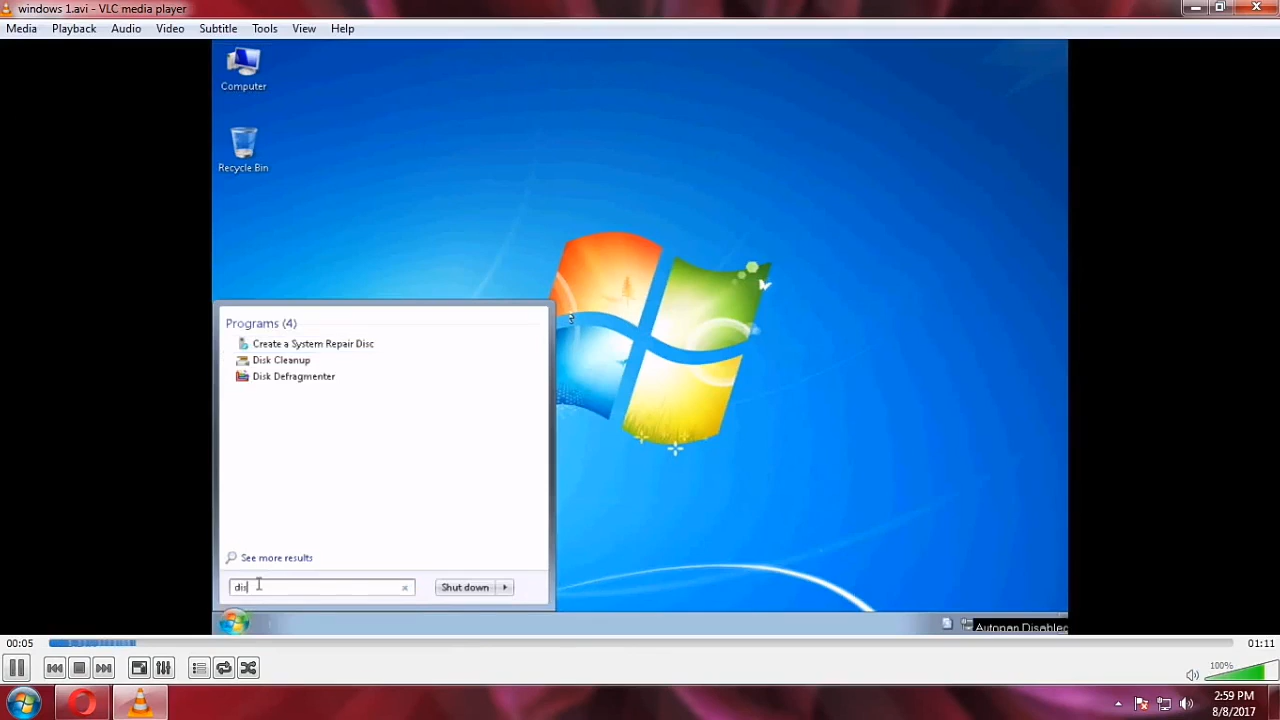 windows 1.avi - VLC media player
Media Playback Audio Video Subtitle Tools View Help
Computer
Recycle Bin
Programs (4)
Create a System Repair Disc
Disk Cleanup
Disk Defragmenter
See more results
dis
Shut down
Autopan Disabled
00:05
01:11
100%
2:59 PM
8/8/2017